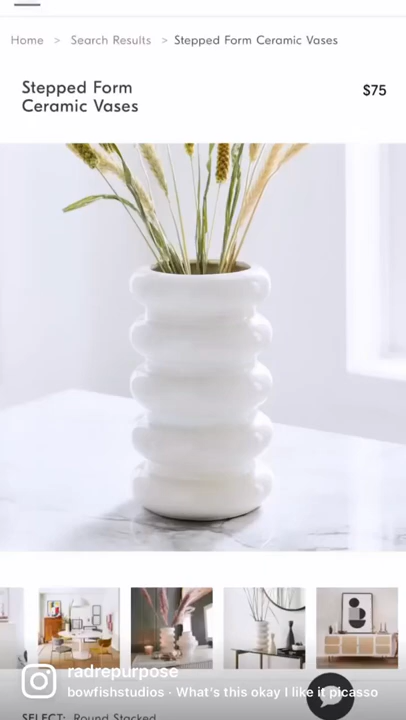 Home > Search Results > Stepped Form Ceramic Vases
Stepped Form
Ceramic Vases
$75
radrepurpose
bowfishstudios · What's this okay I like it picasso
SELECT: Round Stacked